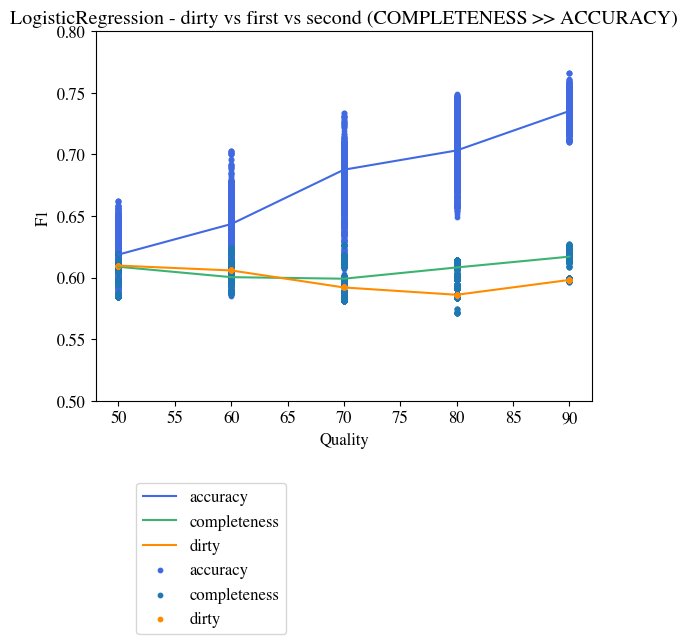 LogisticRegression - dirty vs first vs second (COMPLETENESS >> ACCURACY)
0.80
0.75
0.70
0.65
0.60
0.55
0.50
F1
50 55 60 65 70 75 80 85 90
Quality
accuracy
completeness
dirty
accuracy
completeness
dirty